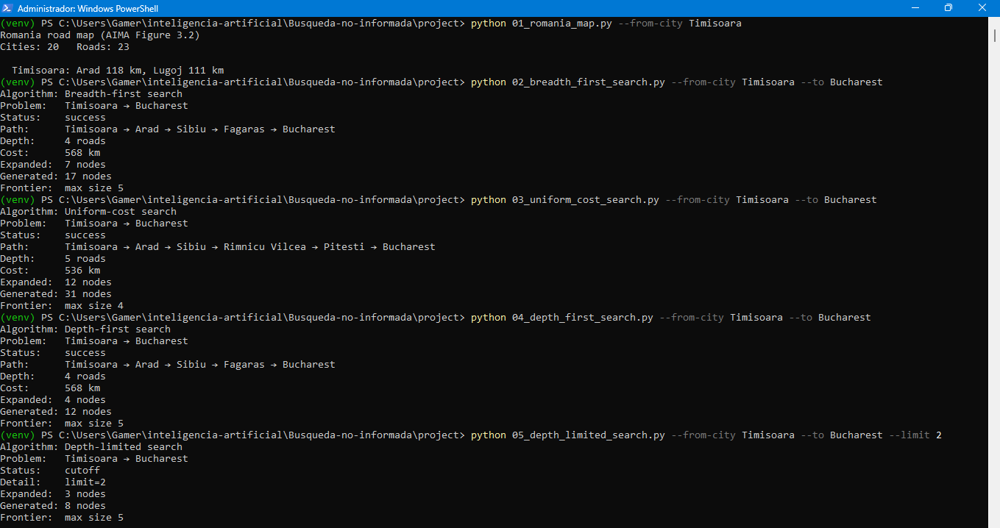 Administrador: Windows PowerShell
(venv) PS C:\Users\Gamer\inteligencia-artificial\Busqueda-no-informada\project> python 01_romania_map.py --from-city Timisoara
Romania road map (AIMA Figure 3.2)
Cities: 20   Roads: 23
  Timisoara: Arad 118 km, Lugoj 111 km
(venv) PS C:\Users\Gamer\inteligencia-artificial\Busqueda-no-informada\project> python 02_breadth_first_search.py --from-city Timisoara --to Bucharest
Algorithm: Breadth-first search
Problem:   Timisoara → Bucharest
Status:    success
Path:      Timisoara → Arad → Sibiu → Fagaras → Bucharest
Depth:     4 roads
Cost:      568 km
Expanded:  7 nodes
Generated: 17 nodes
Frontier:  max size 5
(venv) PS C:\Users\Gamer\inteligencia-artificial\Busqueda-no-informada\project> python 03_uniform_cost_search.py --from-city Timisoara --to Bucharest
Algorithm: Uniform-cost search
Problem:   Timisoara → Bucharest
Status:    success
Path:      Timisoara → Arad → Sibiu → Rimnicu Vilcea → Pitesti → Bucharest
Depth:     5 roads
Cost:      536 km
Expanded:  12 nodes
Generated: 31 nodes
Frontier:  max size 4
(venv) PS C:\Users\Gamer\inteligencia-artificial\Busqueda-no-informada\project> python 04_depth_first_search.py --from-city Timisoara --to Bucharest
Algorithm: Depth-first search
Problem:   Timisoara → Bucharest
Status:    success
Path:      Timisoara → Arad → Sibiu → Fagaras → Bucharest
Depth:     4 roads
Cost:      568 km
Expanded:  4 nodes
Generated: 12 nodes
Frontier:  max size 5
(venv) PS C:\Users\Gamer\inteligencia-artificial\Busqueda-no-informada\project> python 05_depth_limited_search.py --from-city Timisoara --to Bucharest --limit 2
Algorithm: Depth-limited search
Problem:   Timisoara → Bucharest
Status:    cutoff
Detail:    limit=2
Expanded:  3 nodes
Generated: 8 nodes
Frontier:  max size 5